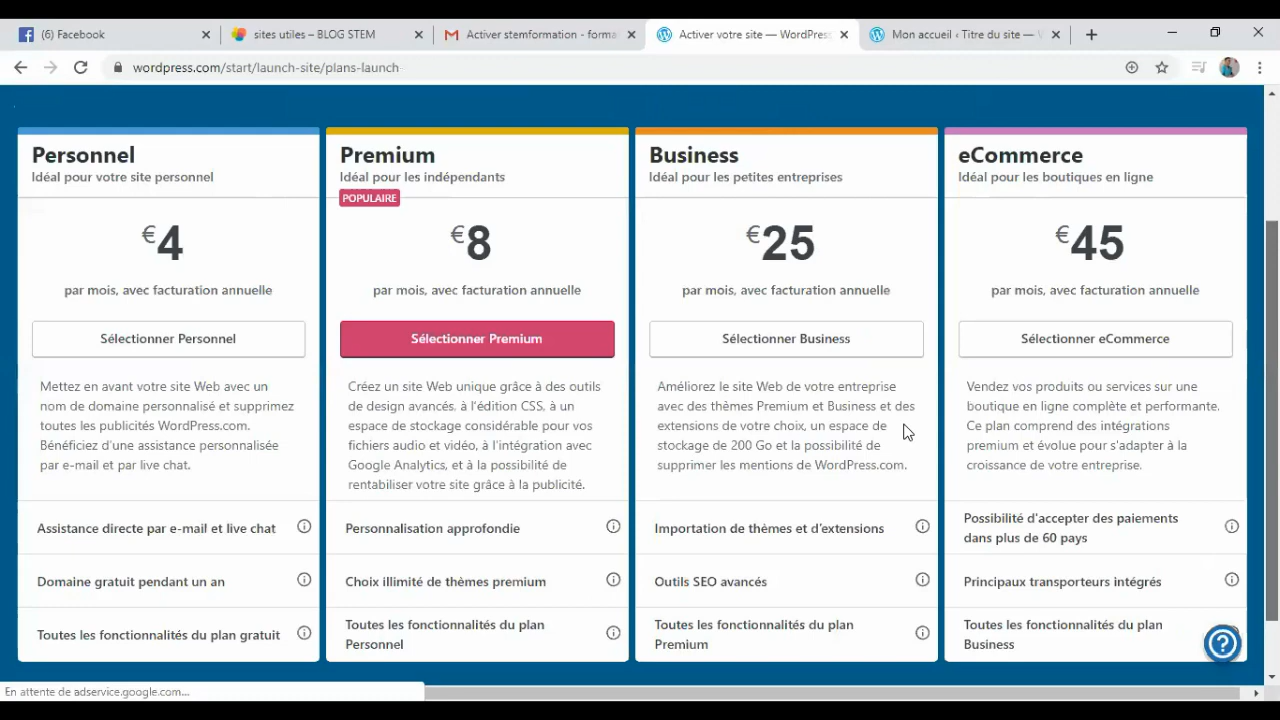 (6) Facebook
sites utiles – BLOG STEM
Activer stemformation - forma
Activer votre site — WordPress
Mon accueil ‹ Titre du site —
wordpress.com/start/launch-site/plans-launch
Personnel
Idéal pour votre site personnel
€4
par mois, avec facturation annuelle
Sélectionner Personnel
Mettez en avant votre site Web avec un
nom de domaine personnalisé et supprimez
toutes les publicités WordPress.com.
Bénéficiez d'une assistance personnalisée
par e-mail et par live chat.
Assistance directe par e-mail et live chat
Domaine gratuit pendant un an
Toutes les fonctionnalités du plan gratuit
Premium
Idéal pour les indépendants
POPULAIRE
€8
par mois, avec facturation annuelle
Sélectionner Premium
Créez un site Web unique grâce à des outils
de design avancés, à l'édition CSS, à un
espace de stockage considérable pour vos
fichiers audio et vidéo, à l'intégration avec
Google Analytics, et à la possibilité de
rentabiliser votre site grâce à la publicité.
Personnalisation approfondie
Choix illimité de thèmes premium
Toutes les fonctionnalités du plan
Personnel
Business
Idéal pour les petites entreprises
€25
par mois, avec facturation annuelle
Sélectionner Business
Améliorez le site Web de votre entreprise
avec des thèmes Premium et Business et des
extensions de votre choix, un espace de
stockage de 200 Go et la possibilité de
supprimer les mentions de WordPress.com.
Importation de thèmes et d'extensions
Outils SEO avancés
Toutes les fonctionnalités du plan
Premium
eCommerce
Idéal pour les boutiques en ligne
€45
par mois, avec facturation annuelle
Sélectionner eCommerce
Vendez vos produits ou services sur une
boutique en ligne complète et performante.
Ce plan comprend des intégrations
premium et évolue pour s'adapter à la
croissance de votre entreprise.
Possibilité d'accepter des paiements
dans plus de 60 pays
Principaux transporteurs intégrés
Toutes les fonctionnalités du plan
Business
En attente de adservice.google.com...